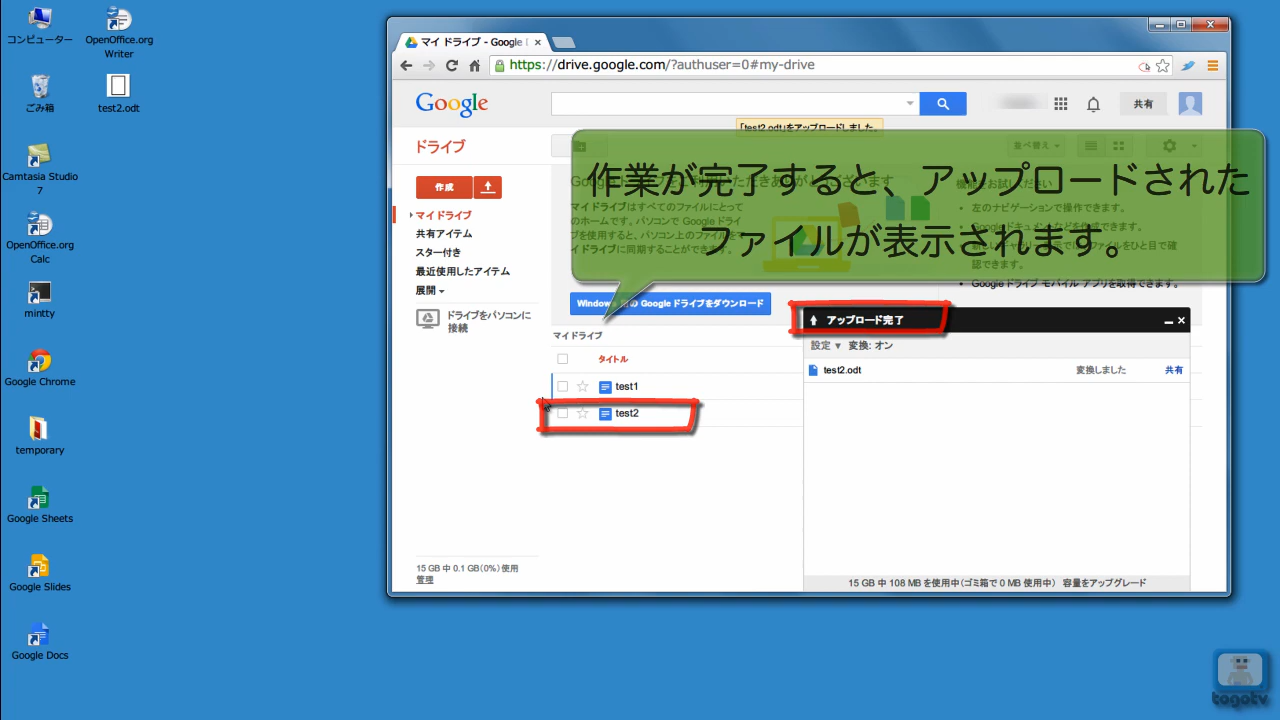 コンピューター
OpenOffice.org
Writer
ごみ箱
test2.odt
Camtasia Studio
7
OpenOffice.org
Calc
mintty
Google Chrome
temporary
Google Sheets
Google Slides
Google Docs
マイ ドライブ - Google
https://drive.google.com/?authuser=0#my-drive
Google
共有
「test2.odt」をアップロードしました。
ドライブ
並べ替え
作業が完了すると、アップロードされた
ファイルが表示されます。
作成
マイドライブ
共有アイテム
スター付き
最近使用したアイテム
展開
ドライブをパソコンに
接続
マイドライブはすべてのファイルにとって
のホームです。パソコンで Google ドライ
ブを使用すると、パソコン上のファイルをマ
イドライブに同期することができます。
左のナビゲーションで操作できます。
確認できます。
Google ドライブ モバイル アプリを取得できます。
Google ドライブをダウンロード
マイドライブ
タイトル
test1
test2
アップロード完了
設定 ▼ 変換: オン
test2.odt 変換しました 共有
15 GB 中 0.1 GB(0%)使用
管理
15 GB 中 108 MB を使用中(ゴミ箱で 0 MB 使用中) 容量をアップグレード
togotv